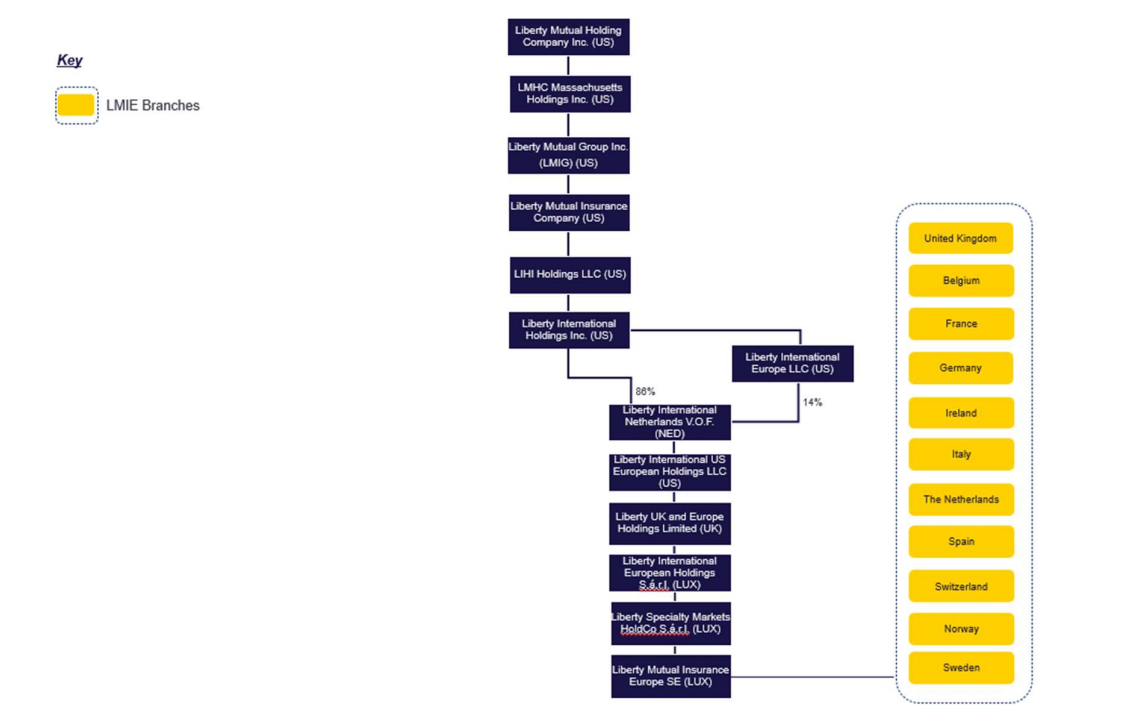 Key
LMIE Branches
Liberty Mutual Holding
Company Inc. (US)
LMHC Massachusetts
Holdings Inc. (US)
Liberty Mutual Group Inc.
(LMIG) (US)
Liberty Mutual Insurance
Company (US)
LIHI Holdings LLC (US)
Liberty International
Holdings Inc. (US)
Liberty International
Europe LLC (US)
86%
14%
Liberty International
Netherlands V.O.F.
(NED)
Liberty International US
European Holdings LLC
(US)
Liberty UK and Europe
Holdings Limited (UK)
Liberty International
European Holdings
S.á.r.l. (LUX)
Liberty Specialty Markets
HoldCo S.á.r.l. (LUX)
Liberty Mutual Insurance
Europe SE (LUX)
United Kingdom
Belgium
France
Germany
Ireland
Italy
The Netherlands
Spain
Switzerland
Norway
Sweden